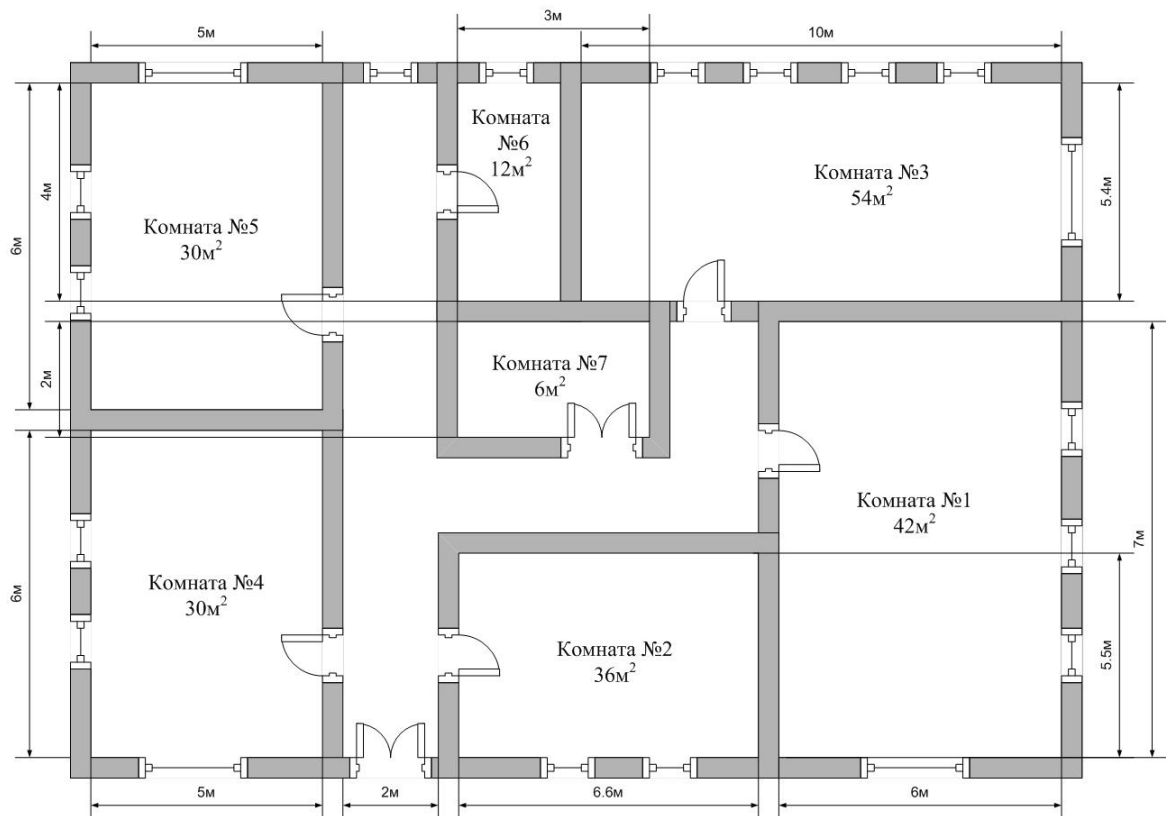 3м
5м
10м
Комната
№6
12м²
Комната №3
54м²
4м
5.4м
6м
Комната №5
30м²
Комната №7
6м²
2м
Комната №1
42м²
7м
Комната №4
30м²
6м
Комната №2
36м²
5.5м
5м
2м
6.6м
6м